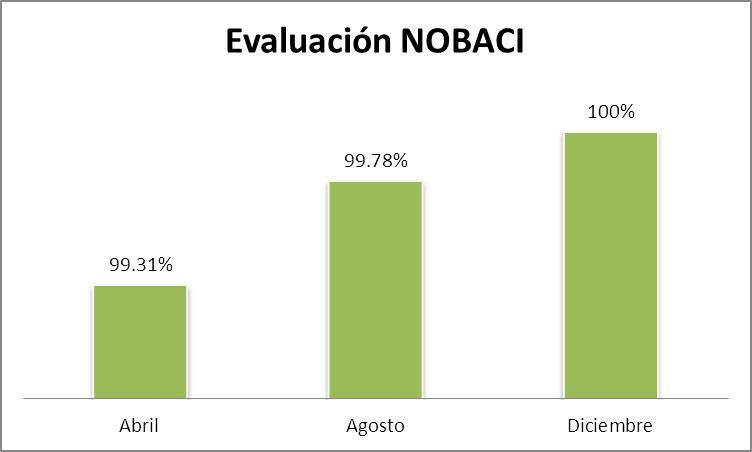 Evaluación NOBACI
99.31%
99.78%
100%
Abril
Agosto
Diciembre